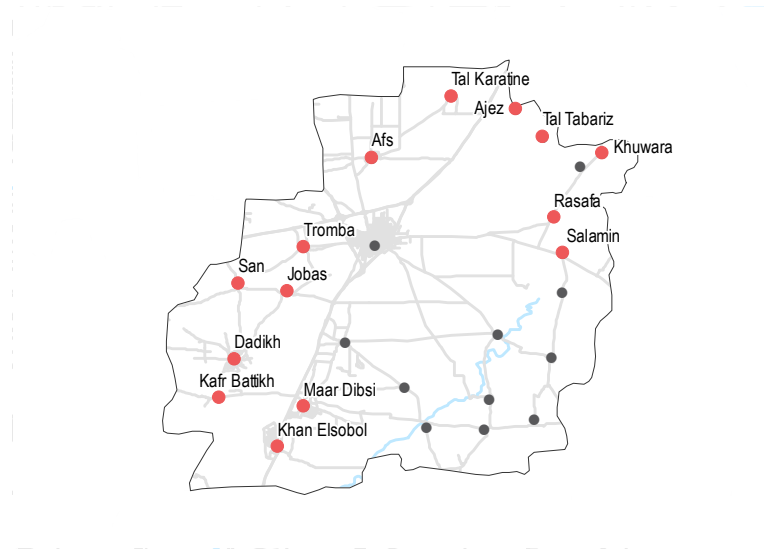 Tal Karatine
Ajez
Tal Tabariz
Afs
Khuwara
Rasafa
Tromba
Salamin
San
Jobas
Dadikh
Kafr Battikh
Maar Dibsi
Khan Elsobol